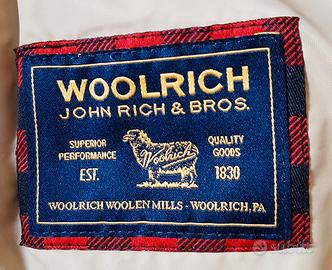 WOOLRICH
JOHN RICH & BROS.
SUPERIOR PERFORMANCE
QUALITY GOODS
Woolrich
EST. 1830
WOOLRICH WOOLEN MILLS - WOOLRICH, PA